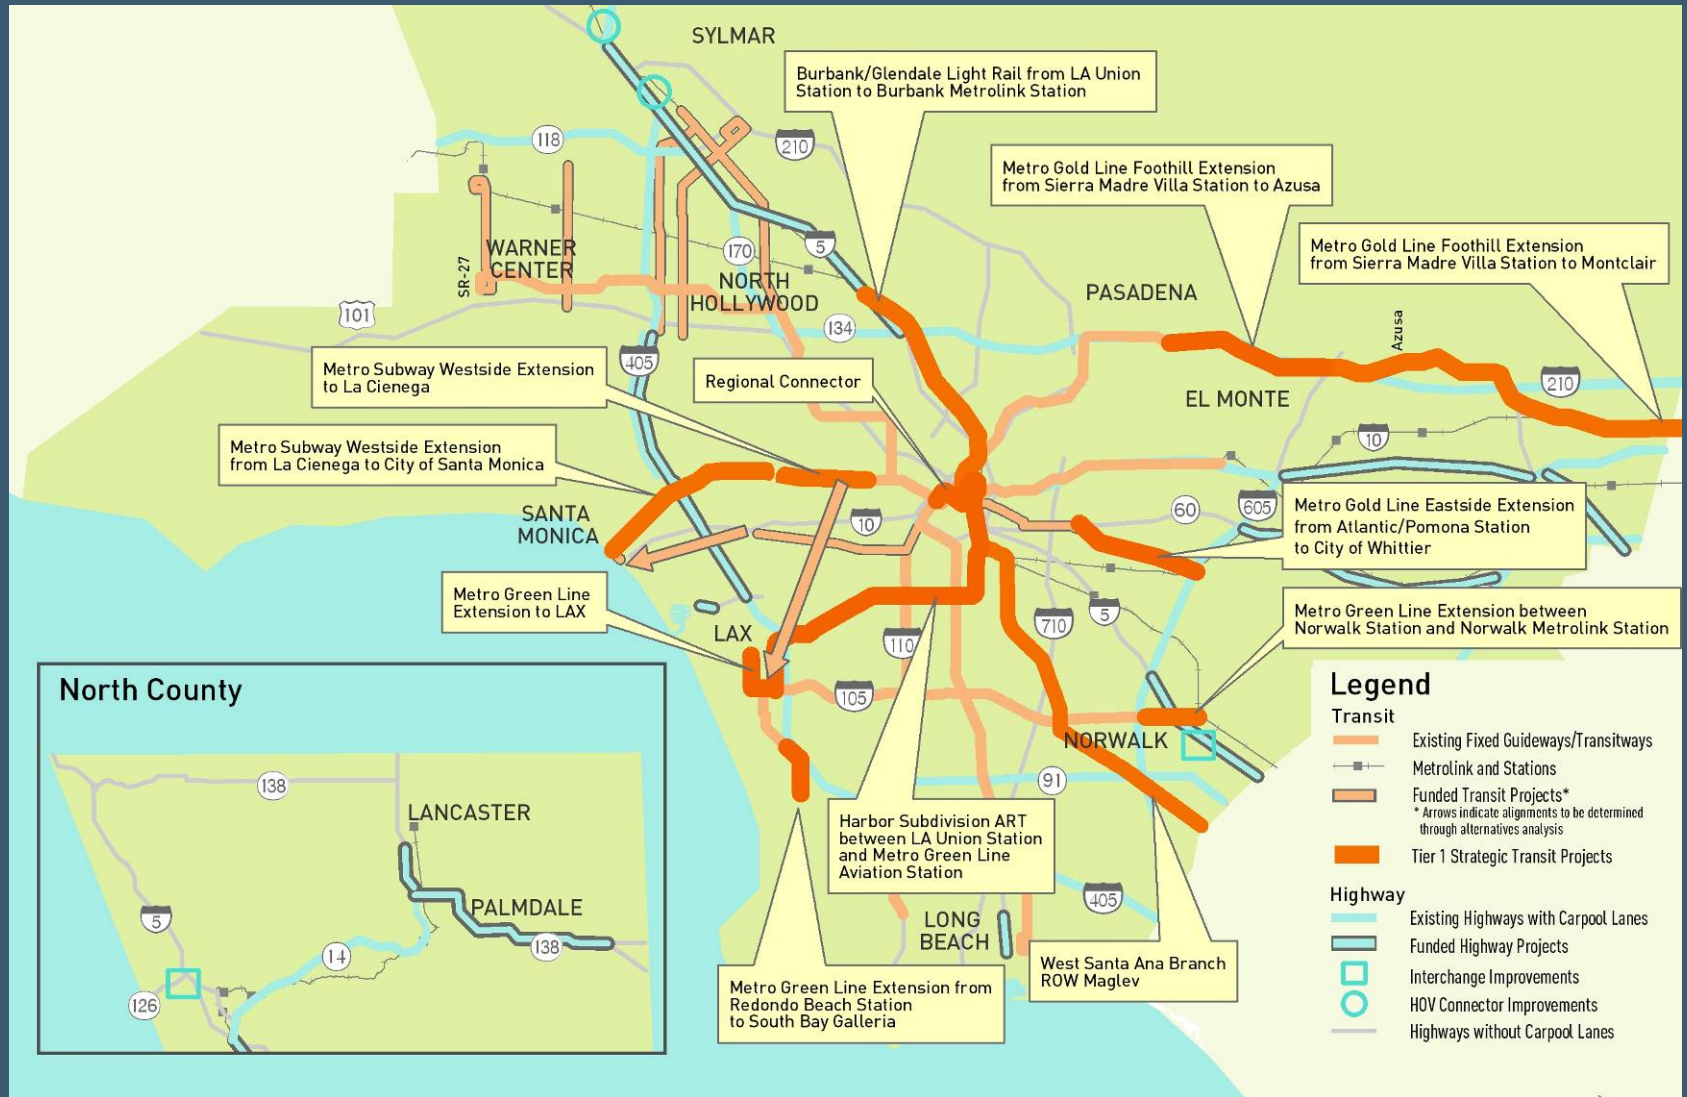 SYLMAR
Burbank/Glendale Light Rail from LA Union
Station to Burbank Metrolink Station
118
210
Metro Gold Line Foothill Extension
from Sierra Madre Villa Station to Azusa
Metro Gold Line Foothill Extension
from Sierra Madre Villa Station to Montclair
WARNER
CENTER
SR-27
170
5
NORTH
HOLLYWOOD
PASADENA
101
134
Azusa
405
Metro Subway Westside Extension
to La Cienega
Regional Connector
EL MONTE
210
10
Metro Subway Westside Extension
from La Cienega to City of Santa Monica
SANTA
MONICA
10
60
605
Metro Gold Line Eastside Extension
from Atlantic/Pomona Station
to City of Whittier
Metro Green Line
Extension to LAX
LAX
110
710
5
Metro Green Line Extension between
Norwalk Station and Norwalk Metrolink Station
105
NORWALK
91
Harbor Subdivision ART
between LA Union Station
and Metro Green Line
Aviation Station
405
LONG
BEACH
West Santa Ana Branch
ROW Maglev
Metro Green Line Extension from
Redondo Beach Station
to South Bay Galleria
North County
138
LANCASTER
PALMDALE
5
14
138
126
Legend
Transit
Existing Fixed Guideways/Transitways
Metrolink and Stations
Funded Transit Projects*
* Arrows indicate alignments to be determined
through alternatives analysis
Tier 1 Strategic Transit Projects
Highway
Existing Highways with Carpool Lanes
Funded Highway Projects
Interchange Improvements
HOV Connector Improvements
Highways without Carpool Lanes